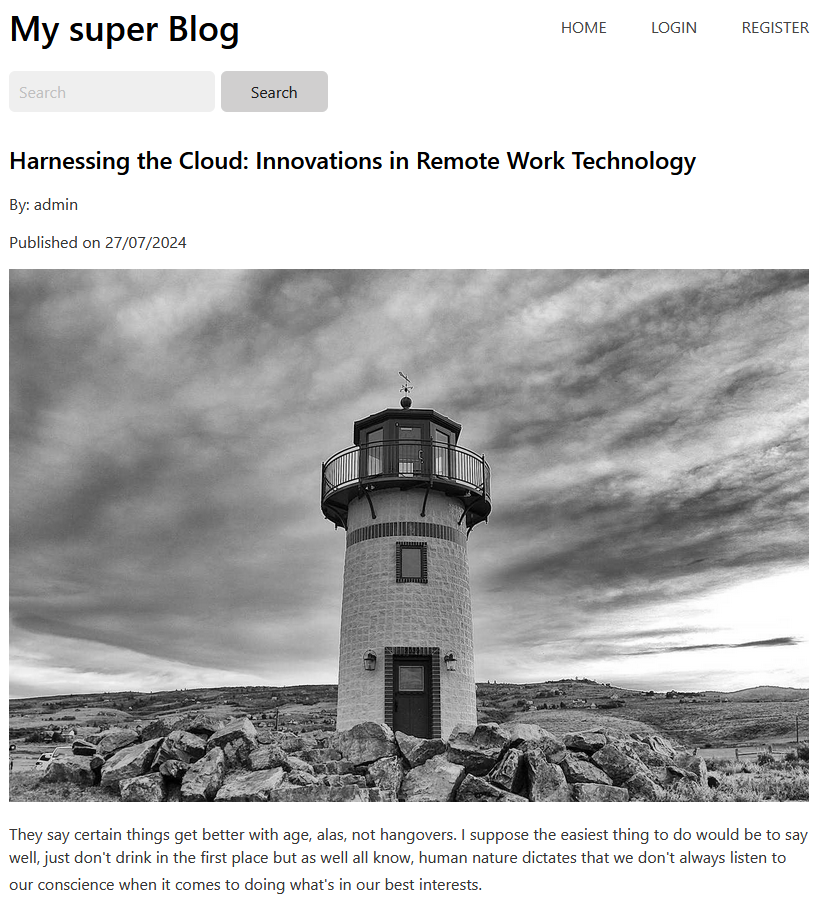 My super Blog
HOME LOGIN REGISTER
Search Search
Harnessing the Cloud: Innovations in Remote Work Technology
By: admin
Published on 27/07/2024
They say certain things get better with age, alas, not hangovers. I suppose the easiest thing to do would be to say
well, just don't drink in the first place but as well all know, human nature dictates that we don't always listen to
our conscience when it comes to doing what's in our best interests.